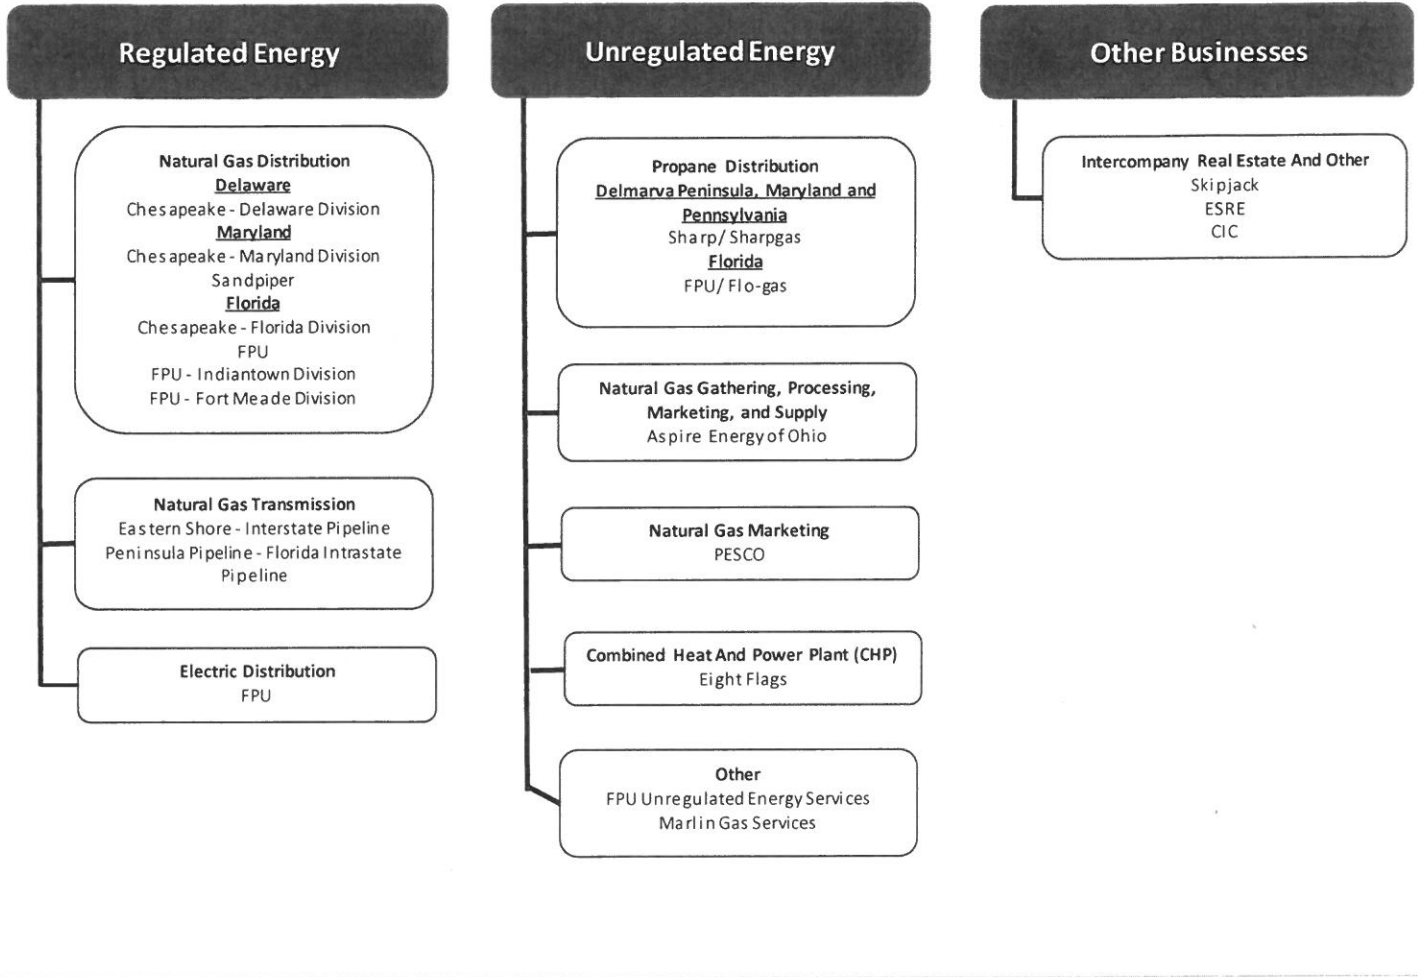 Regulated Energy
Natural Gas Distribution
Delaware
Chesapeake - Delaware Division
Maryland
Chesapeake - Maryland Division
Sandpiper
Florida
Chesapeake - Florida Division
FPU
FPU - Indiantown Division
FPU - Fort Meade Division
Natural Gas Transmission
Eastern Shore - Interstate Pipeline
Peninsula Pipeline - Florida Intrastate
Pipeline
Electric Distribution
FPU
Unregulated Energy
Propane Distribution
Delmarva Peninsula, Maryland and
Pennsylvania
Sharp/ Sharpgas
Florida
FPU/ Flo-gas
Natural Gas Gathering, Processing,
Marketing, and Supply
Aspire Energy of Ohio
Natural Gas Marketing
PESCO
Combined Heat And Power Plant (CHP)
Eight Flags
Other
FPU Unregulated Energy Services
Marlin Gas Services
Other Businesses
Intercompany Real Estate And Other
Skipjack
ESRE
CIC